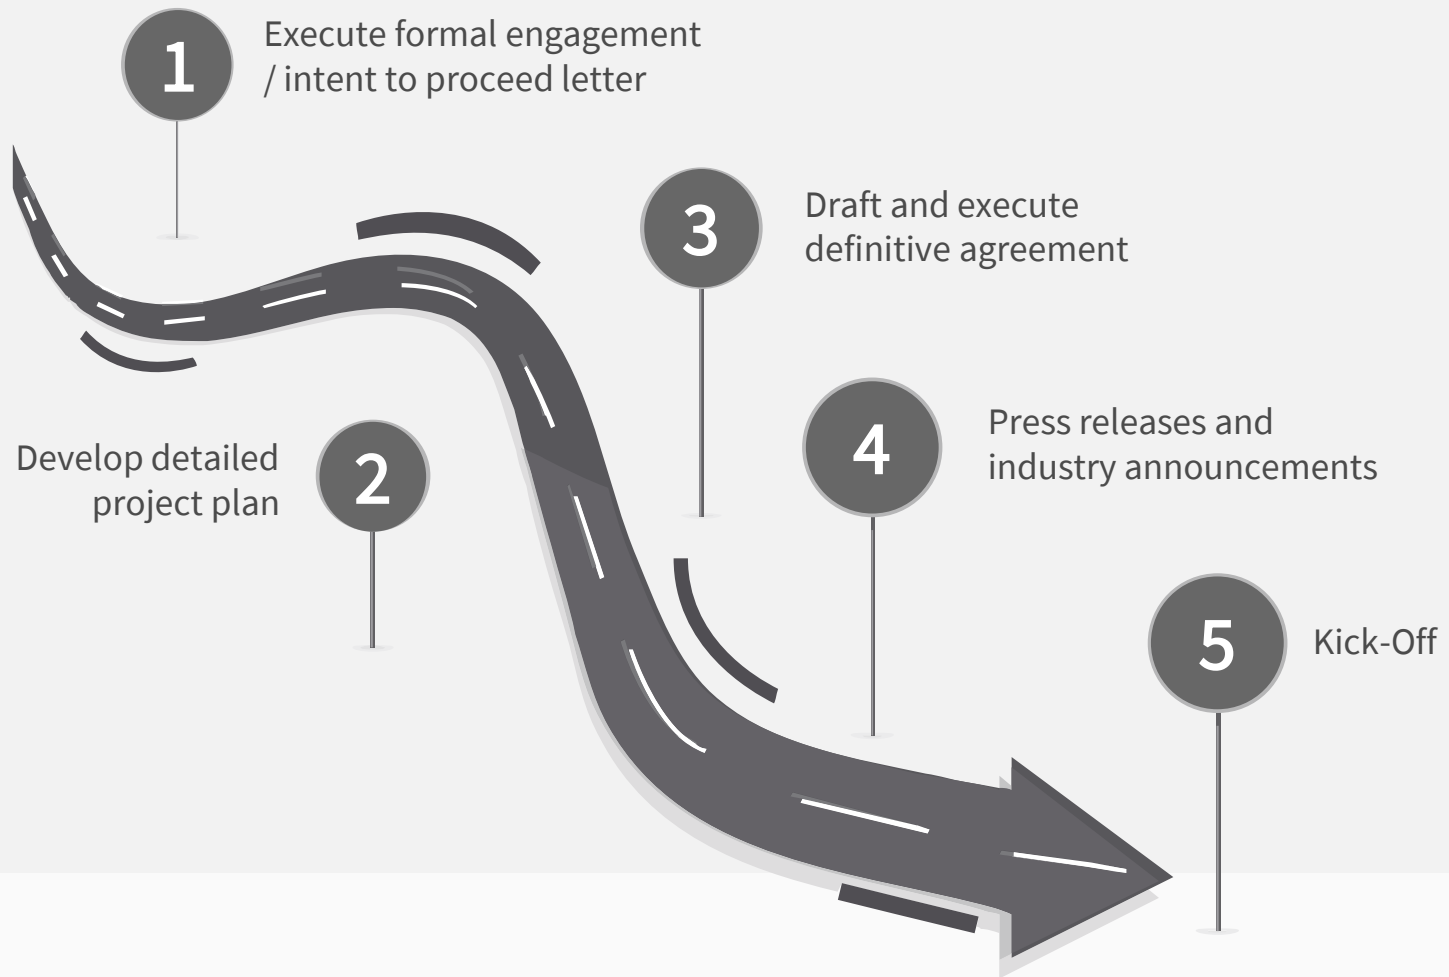 1
Execute formal engagement
/ intent to proceed letter
2
Develop detailed
project plan
3
Draft and execute
definitive agreement
4
Press releases and
industry announcements
5
Kick-Off